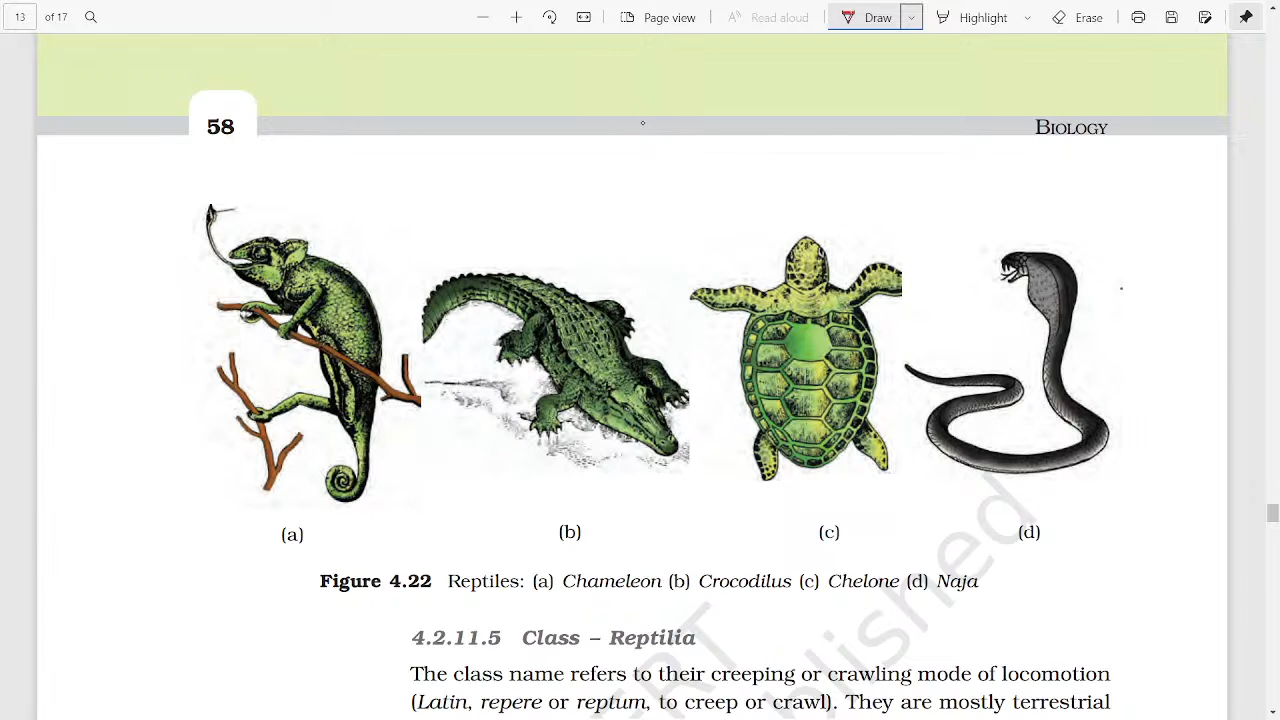 13 of 17 Page view Read aloud Draw Highlight Erase
58 BIOLOGY
(a) (b) (c) (d)
Figure 4.22 Reptiles: (a) Chameleon (b) Crocodilus (c) Chelone (d) Naja
4.2.11.5 Class – Reptilia
The class name refers to their creeping or crawling mode of locomotion
(Latin, repere or reptum, to creep or crawl). They are mostly terrestrial